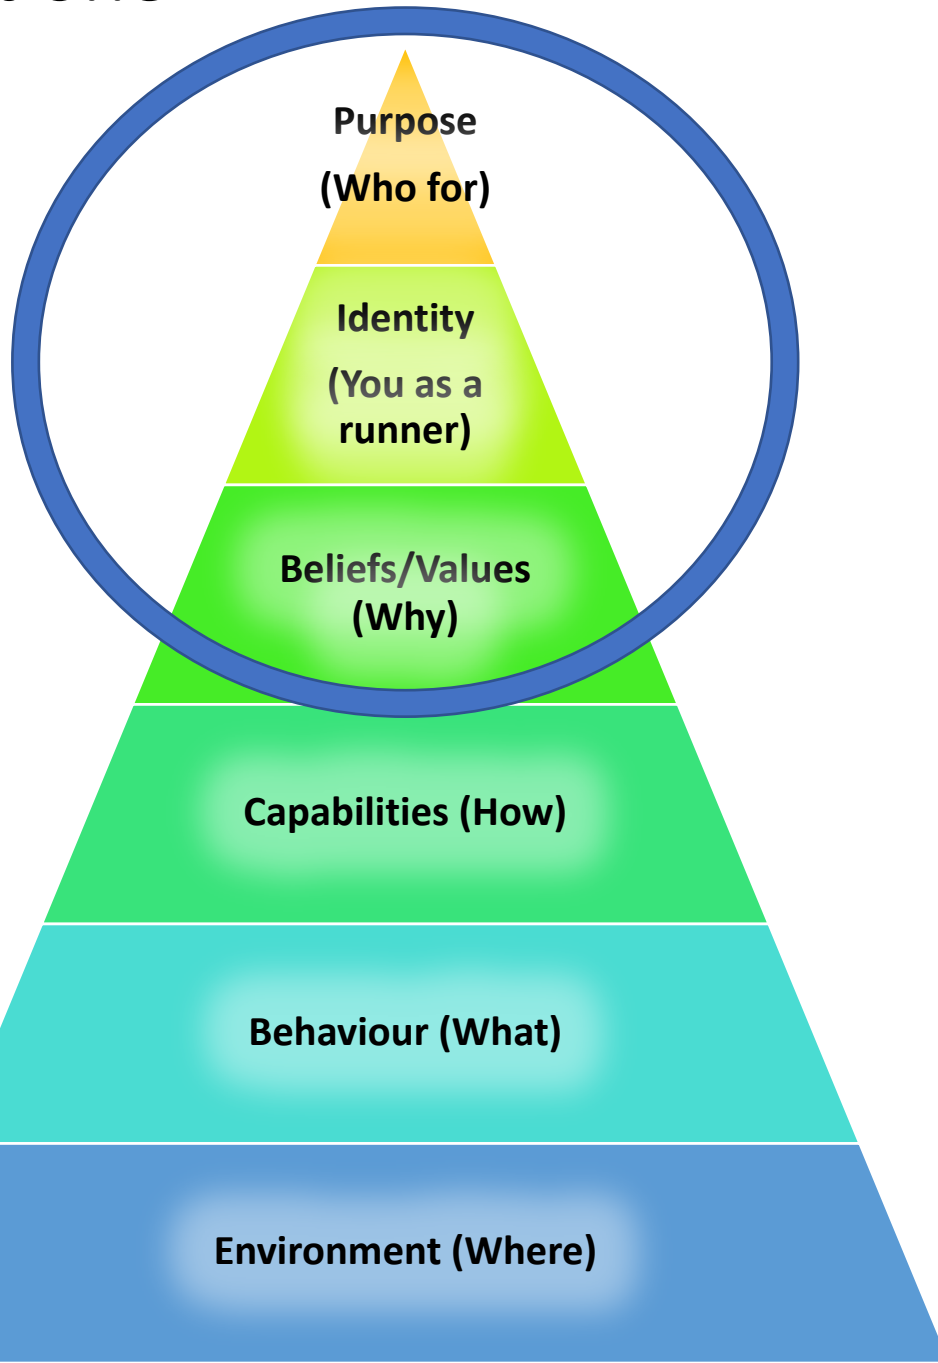 Purpose
(Who for)
Identity
(You as a
runner)
Beliefs/Values
(Why)
Capabilities (How)
Behaviour (What)
Environment (Where)